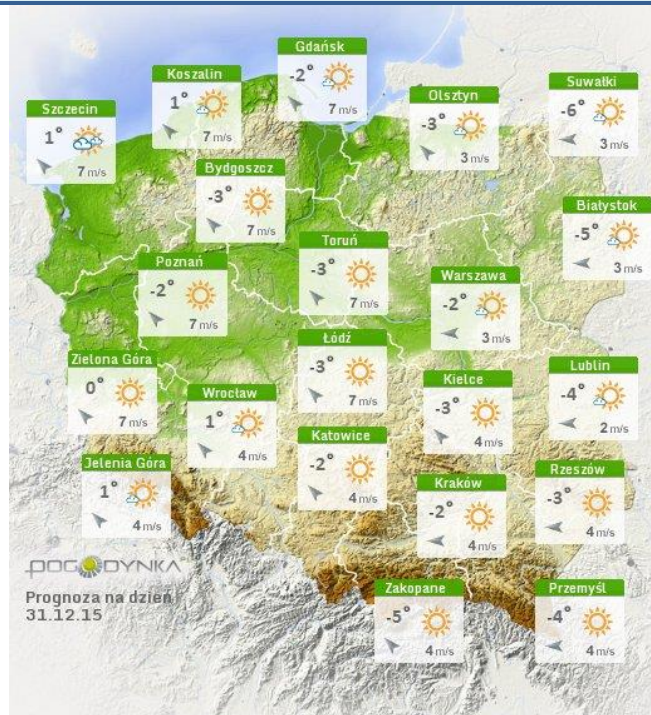 Gdańsk
-2°
7 m/s
Koszalin
1°
7 m/s
Suwałki
-6°
3 m/s
Olsztyn
-3°
3 m/s
Szczecin
1°
7 m/s
Bydgoszcz
-3°
7 m/s
Białystok
-5°
3 m/s
Toruń
-3°
7 m/s
Poznań
-2°
7 m/s
Warszawa
-2°
3 m/s
Łódź
-3°
7 m/s
Zielona Góra
0°
7 m/s
Lublin
-4°
2 m/s
Kielce
-3°
4 m/s
Wrocław
1°
4 m/s
Katowice
-2°
4 m/s
Jelenia Góra
1°
4 m/s
Rzeszów
-3°
4 m/s
Kraków
-2°
4 m/s
POGODYNKA
Prognoza na dzień
31.12.15
Zakopane
-5°
4 m/s
Przemyśl
-4°
4 m/s